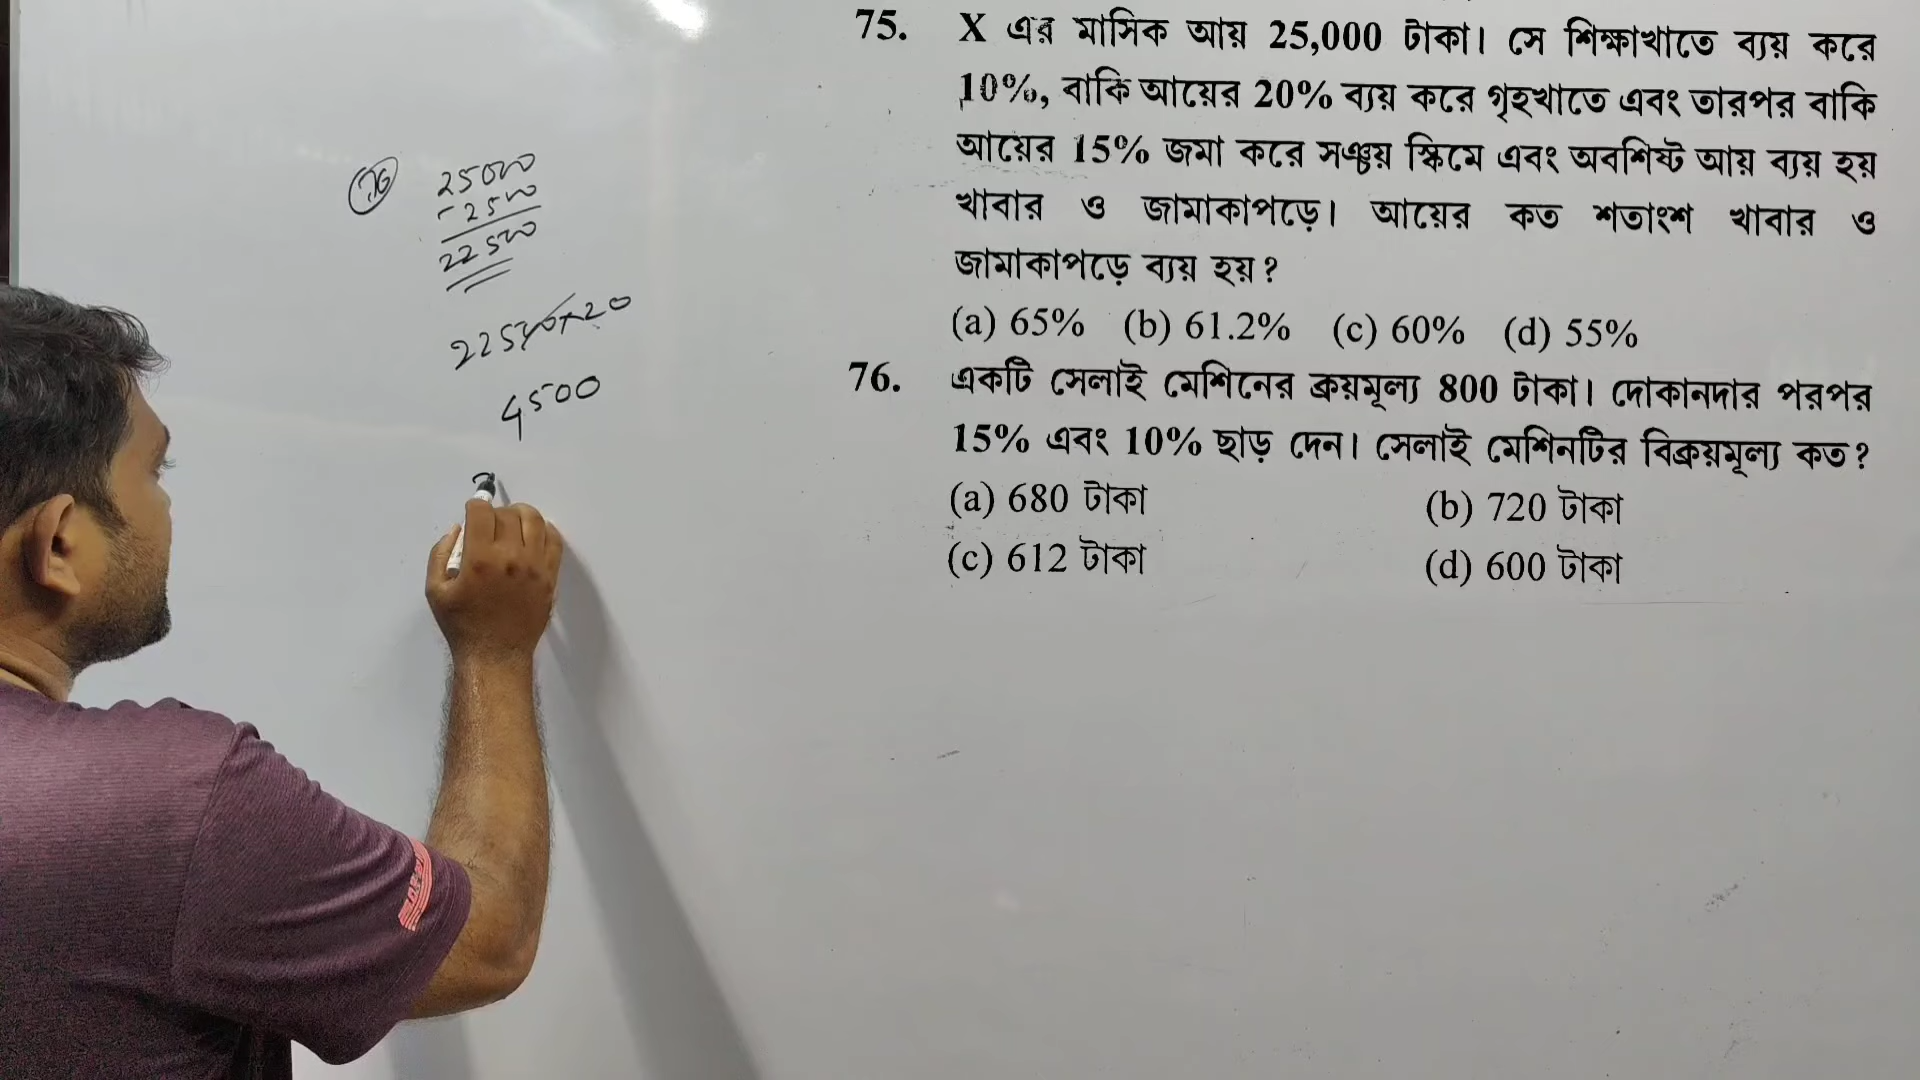 75. X এর মাসিক আয় 25,000 টাকা। সে শিক্ষাখাতে ব্যয় করে
10%, বাকি আয়ের 20% ব্যয় করে গৃহখাতে এবং তারপর বাকি
আয়ের 15% জমা করে সঞ্চয় স্কিমে এবং অবশিষ্ট আয় ব্যয় হয়
খাবার ও জামাকাপড়ে। আয়ের কত শতাংশ খাবার ও
জামাকাপড়ে ব্যয় হয়?
(a) 65% (b) 61.2% (c) 60% (d) 55%
76. একটি সেলাই মেশিনের ক্রয়মূল্য 800 টাকা। দোকানদার পরপর
15% এবং 10% ছাড় দেন। সেলাই মেশিনটির বিক্রয়মূল্য কত?
(a) 680 টাকা (b) 720 টাকা
(c) 612 টাকা (d) 600 টাকা
25000
- 2500
22500
22500×20
4500